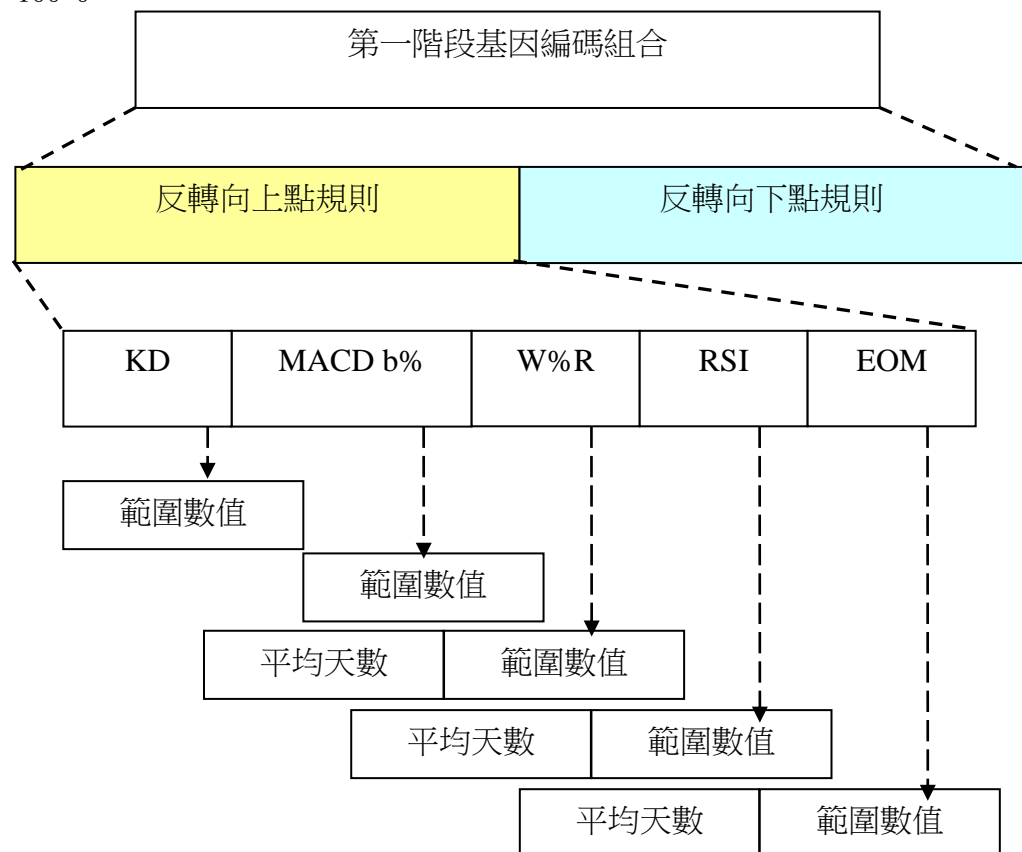 第一階段基因編碼組合
反轉向上點規則 反轉向下點規則
KD MACD b% W%R RSI EOM
範圍數值
範圍數值
平均天數 範圍數值
平均天數 範圍數值
平均天數 範圍數值